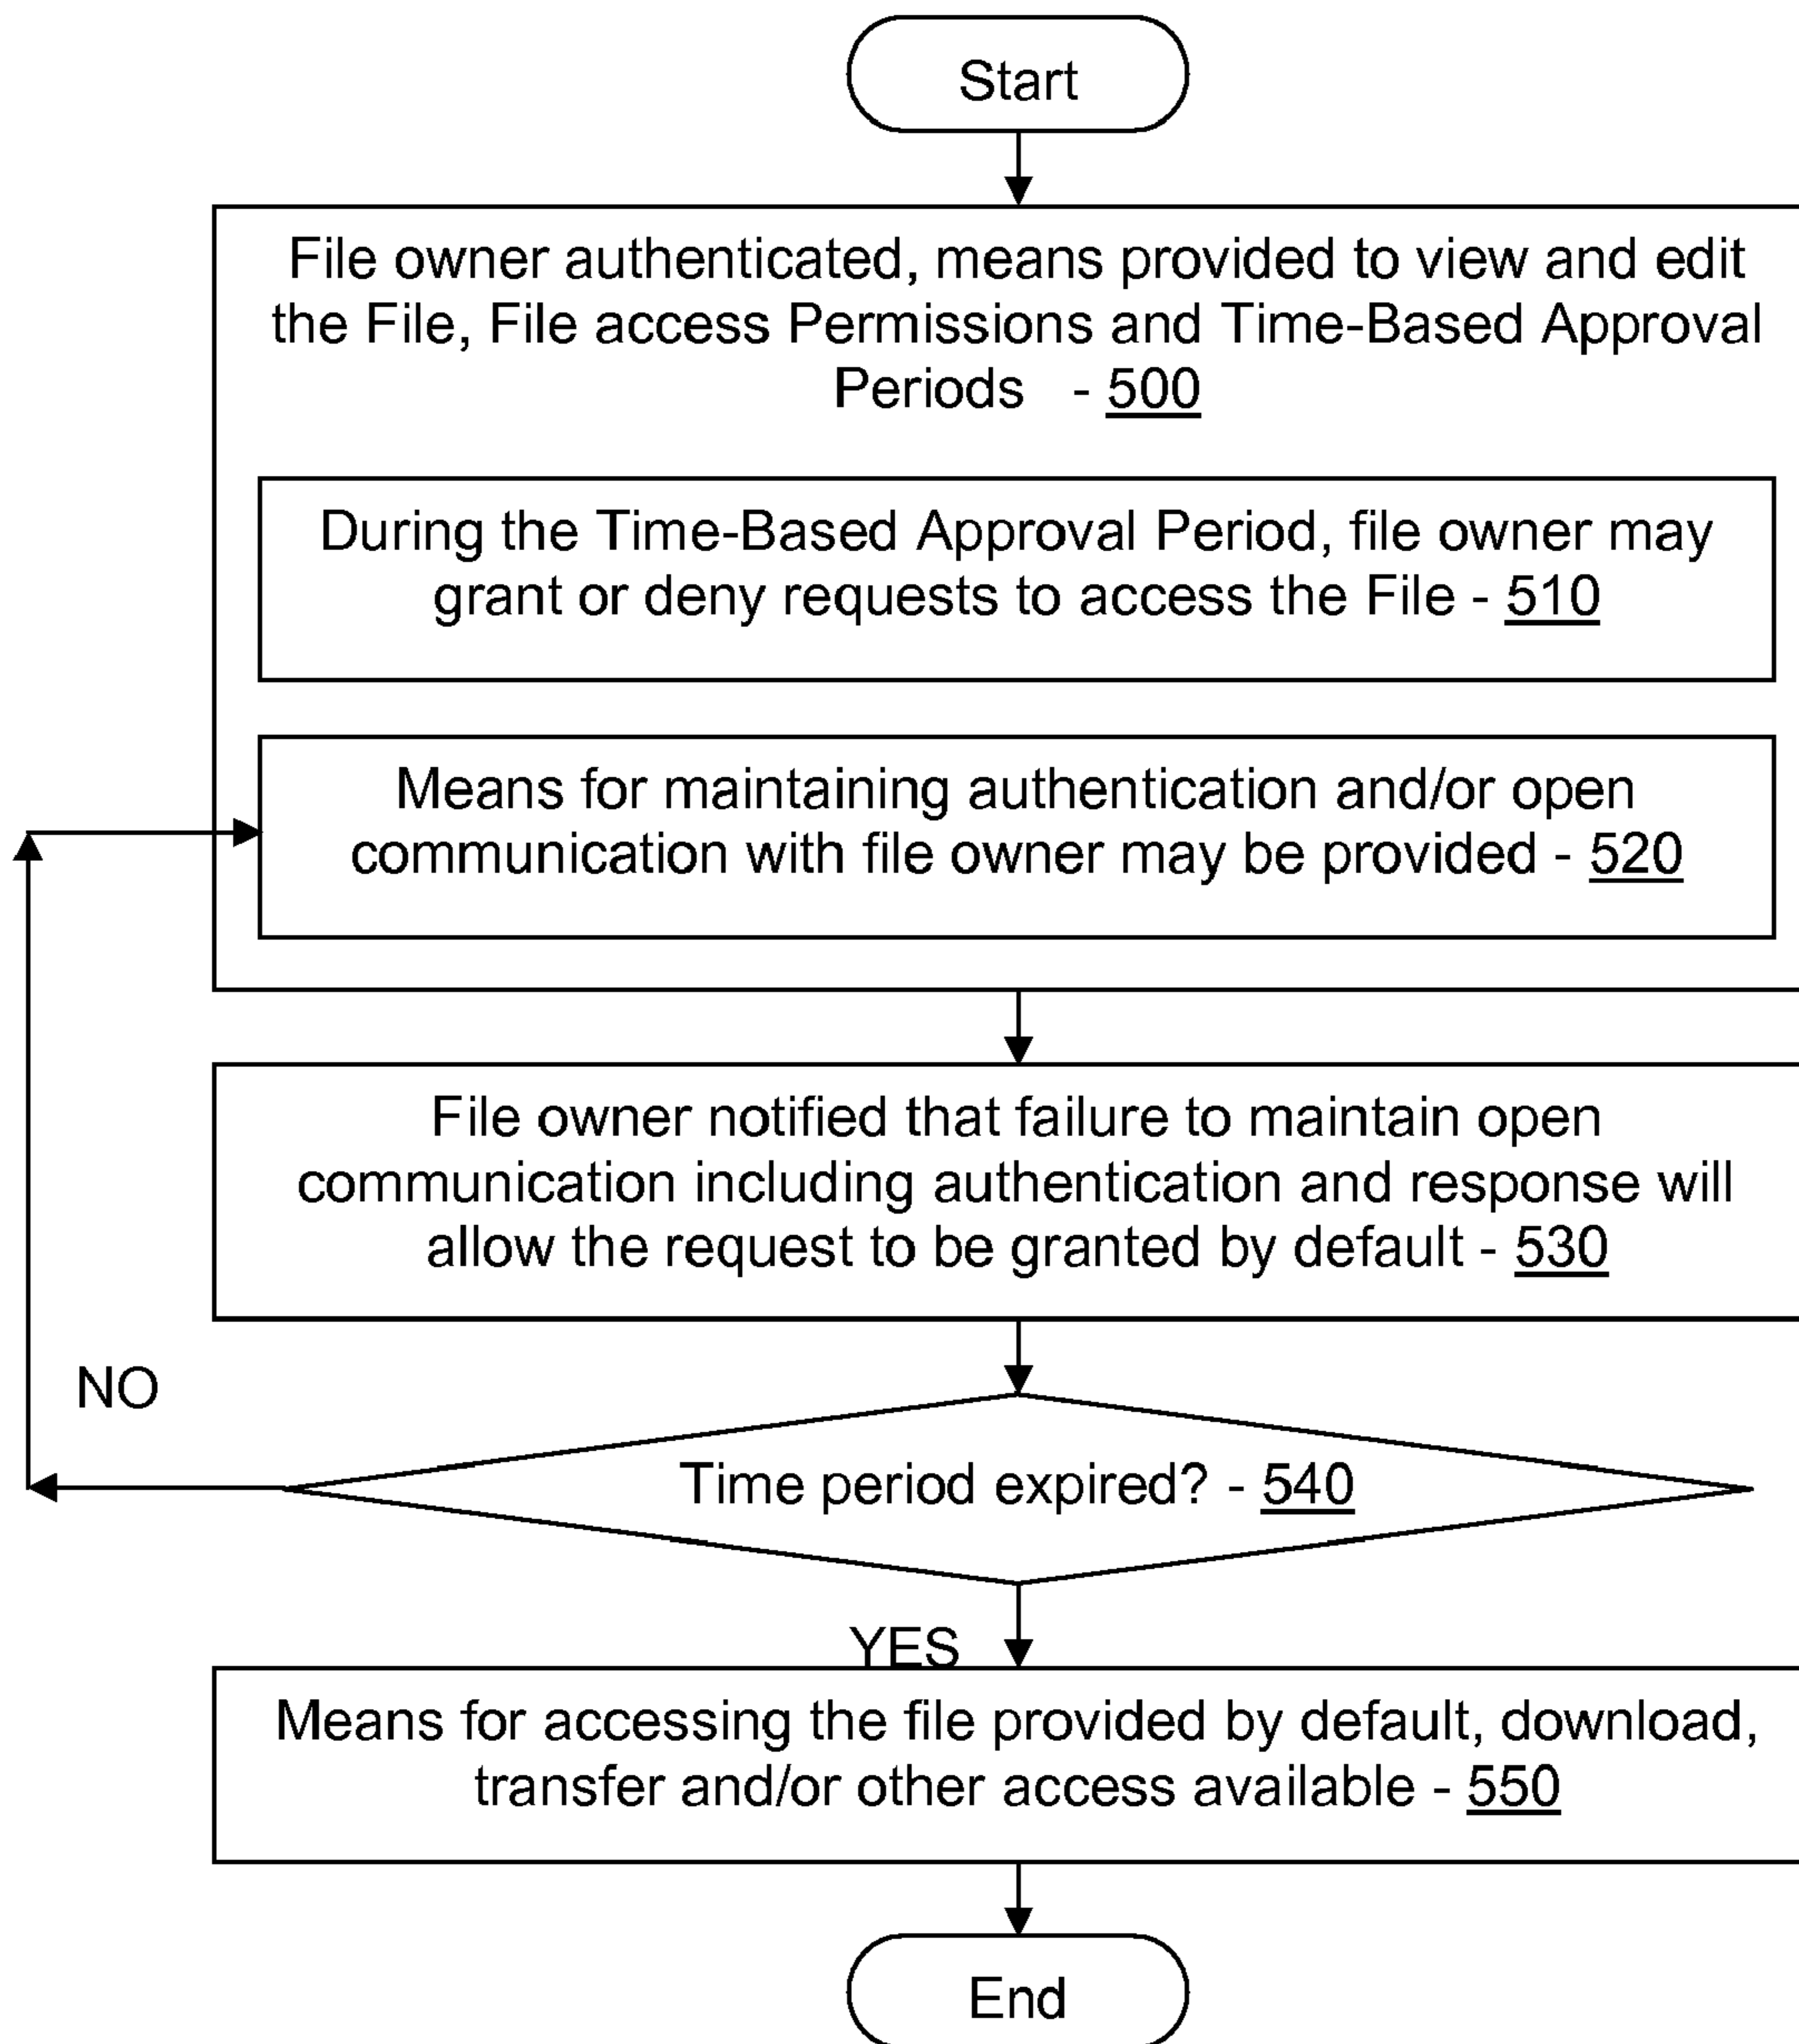 Start
File owner authenticated, means provided to view and edit
the File, File access Permissions and Time-Based Approval
Periods - 500
During the Time-Based Approval Period, file owner may
grant or deny requests to access the File - 510
Means for maintaining authentication and/or open
communication with file owner may be provided - 520
File owner notified that failure to maintain open
communication including authentication and response will
allow the request to be granted by default - 530
NO
Time period expired? - 540
YES
Means for accessing the file provided by default, download,
transfer and/or other access available - 550
End